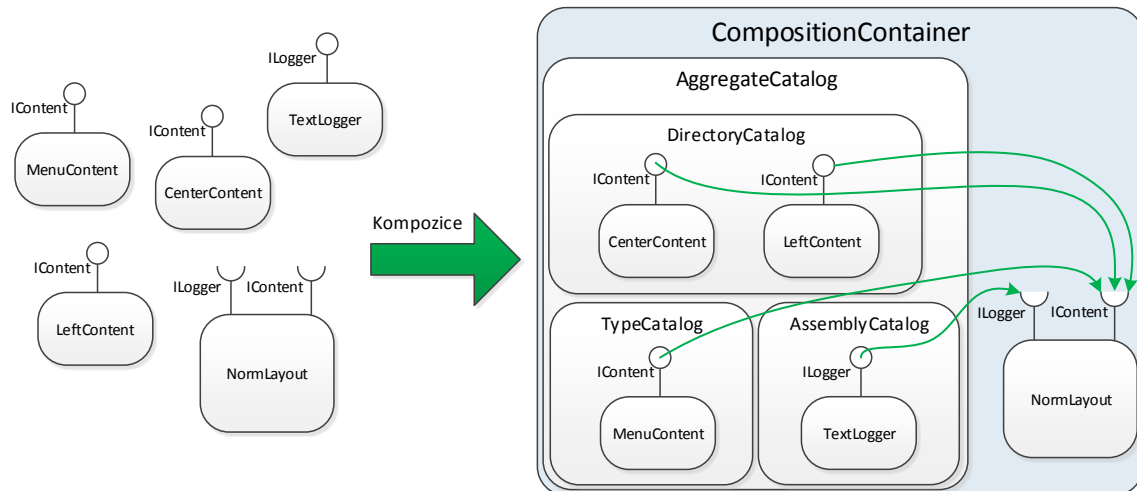 ILogger
TextLogger
IContent
MenuContent
IContent
CenterContent
IContent
LeftContent
ILogger
IContent
NormLayout
Kompozice
CompositionContainer
AggregateCatalog
DirectoryCatalog
IContent
CenterContent
IContent
LeftContent
TypeCatalog
IContent
MenuContent
AssemblyCatalog
ILogger
TextLogger
ILogger
IContent
NormLayout